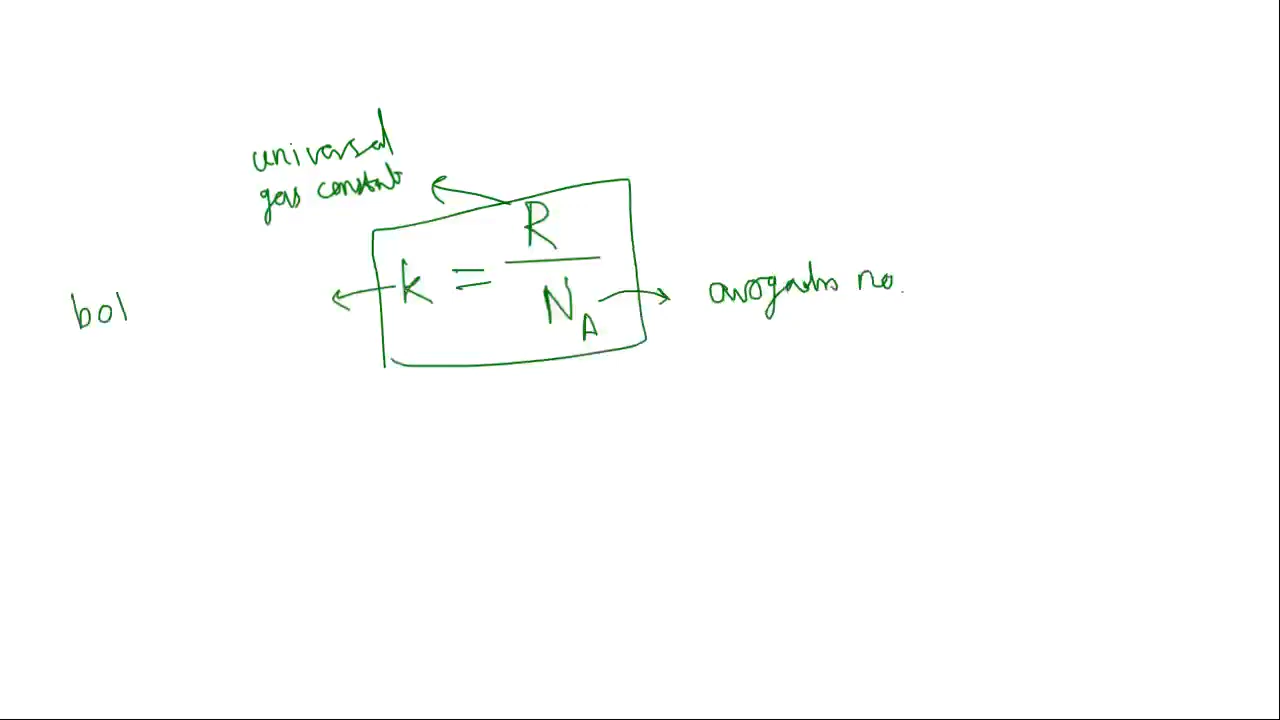 universal
gas constant
k = R / N_A
avogadro no.
bol